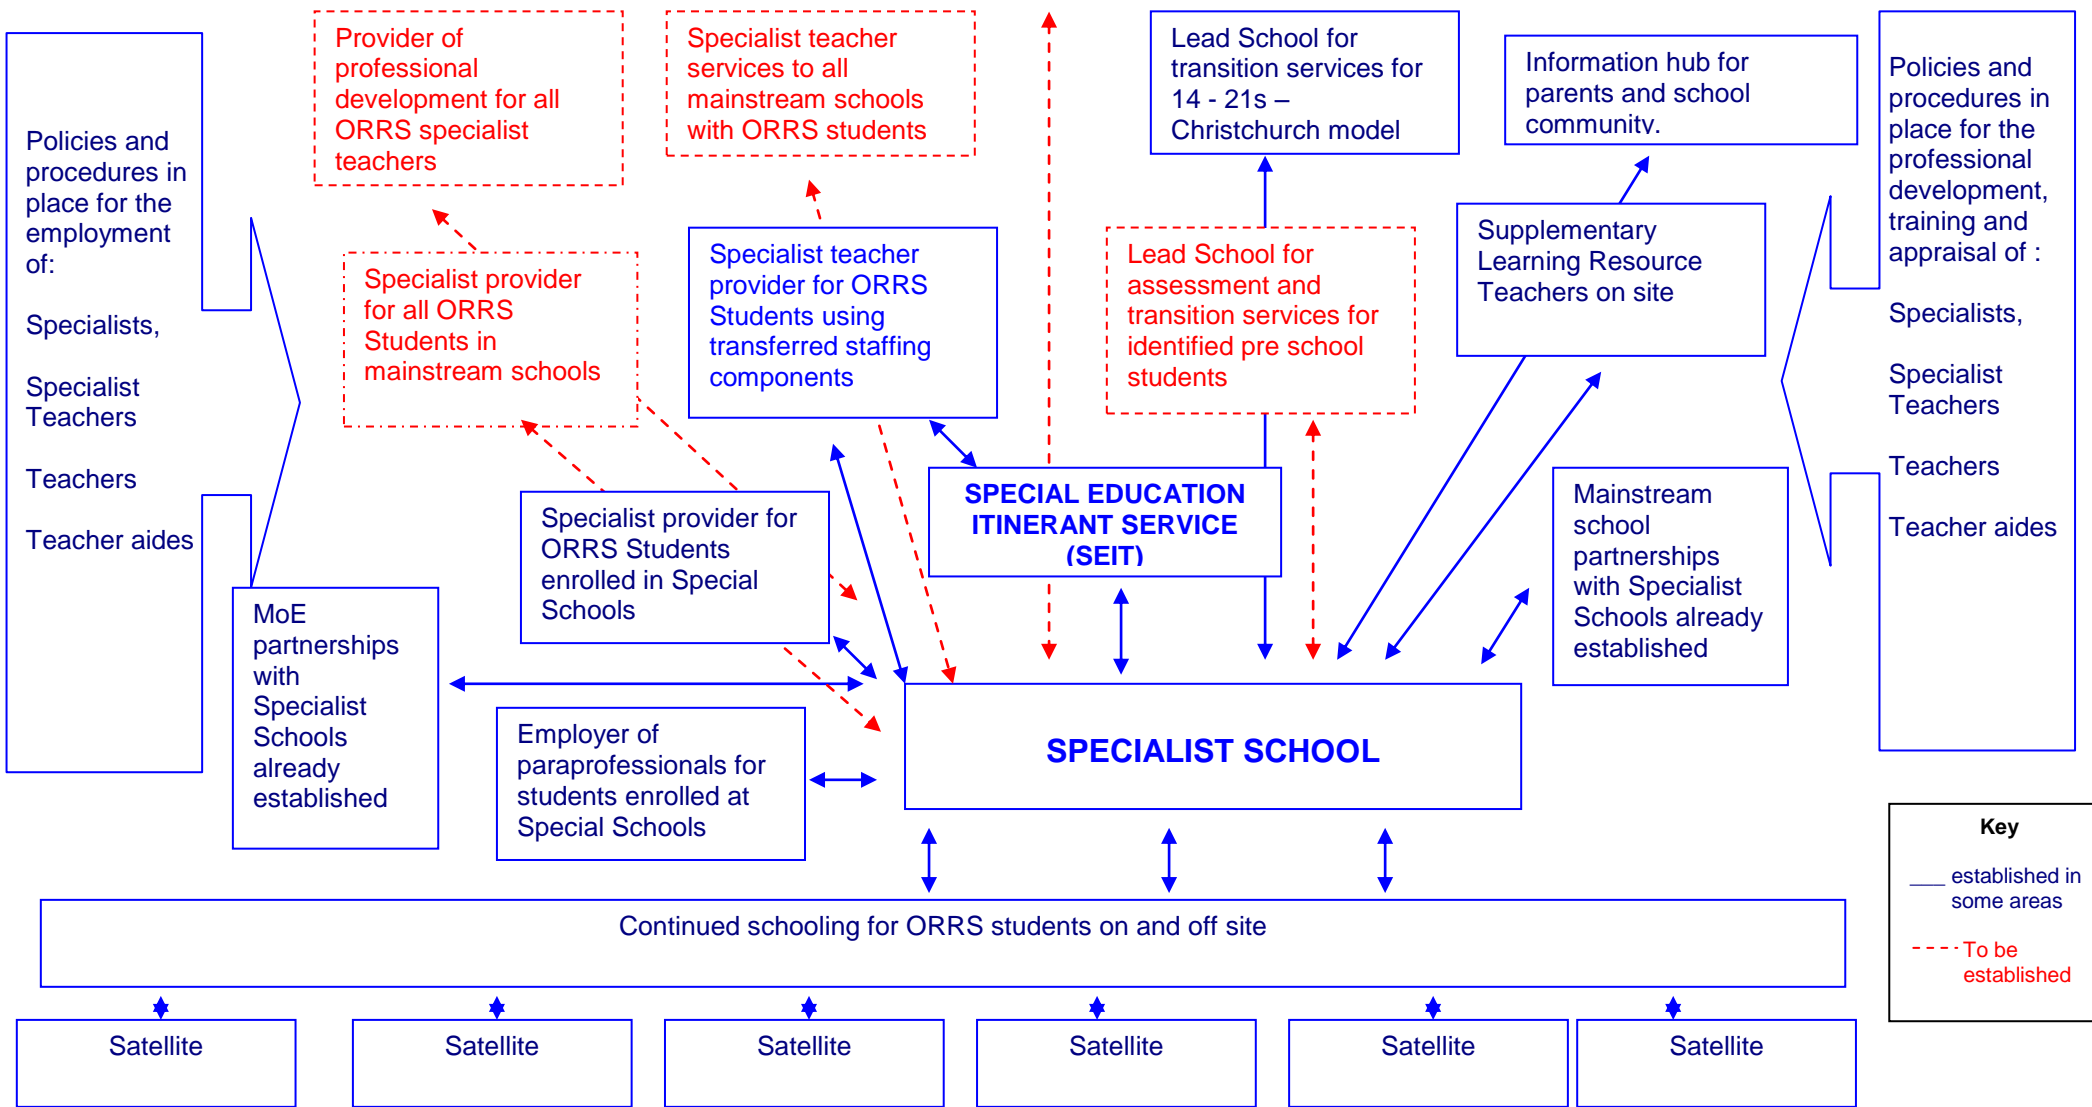 Policies and
procedures in
place for the
employment
of:
Specialists,
Specialist
Teachers
Teachers
Teacher aides
Provider of
professional
development for all
ORRS specialist
teachers
Specialist teacher
services to all
mainstream schools
with ORRS students
Lead School for
transition services for
14 - 21s –
Christchurch model
Information hub for
parents and school
community.
Policies and
procedures in
place for the
professional
development,
training and
appraisal of :
Specialists,
Specialist
Teachers
Teachers
Teacher aides
Specialist provider
for all ORRS
Students in
mainstream schools
Specialist teacher
provider for ORRS
Students using
transferred staffing
components
Lead School for
assessment and
transition services for
identified pre school
students
Supplementary
Learning Resource
Teachers on site
SPECIAL EDUCATION
ITINERANT SERVICE
(SEIT)
Specialist provider for
ORRS Students
enrolled in Special
Schools
Mainstream
school
partnerships
with Specialist
Schools already
established
MoE
partnerships
with
Specialist
Schools
already
established
Employer of
paraprofessionals for
students enrolled at
Special Schools
SPECIALIST SCHOOL
Key
___ established in
some areas
- - - - To be
established
Continued schooling for ORRS students on and off site
Satellite
Satellite
Satellite
Satellite
Satellite
Satellite